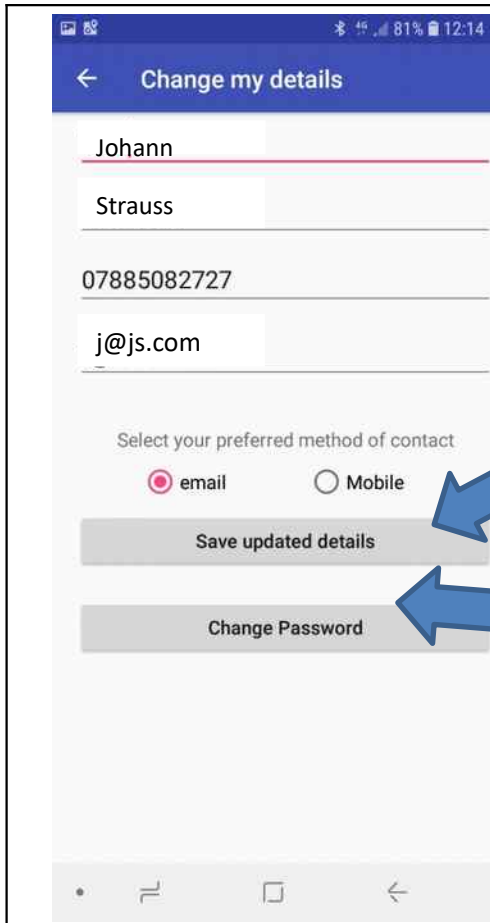 81% 12:14
Change my details
Johann
Strauss
07885082727
j@js.com
Select your preferred method of contact
email Mobile
Save updated details
Change Password